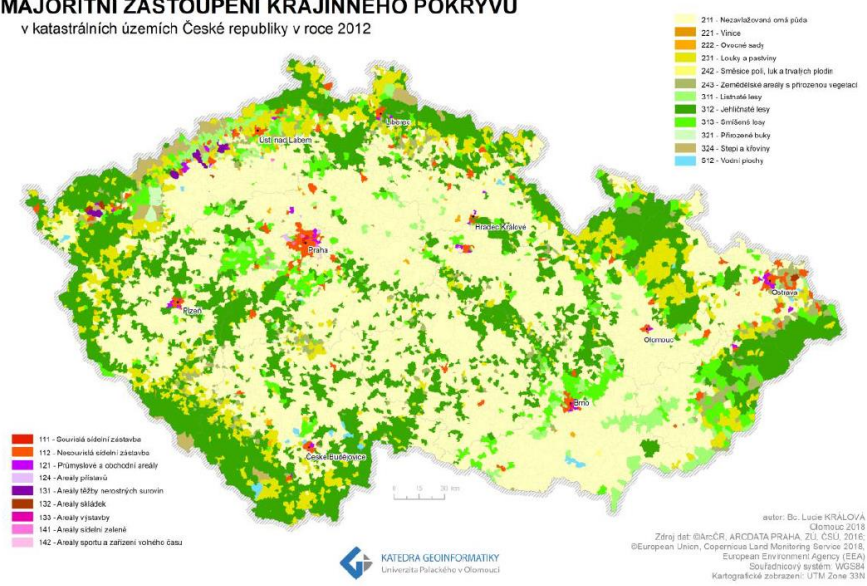 MAJORITNÍ ZASTOUPENÍ KRAJINNÉHO POKRYVU
v katastrálních územích České republiky v roce 2012
211 - Nezavlažovaná orná půda
221 - Vinice
222 - Ovocné sady
231 - Louky a pastviny
242 - Směsice polí, luk a trvalých plodin
243 - Zemědělské areály s přirozenou vegetací
311 - Listnaté lesy
312 - Jehličnaté lesy
313 - Smíšené lesy
321 - Přirozené louky
324 - Stepi a křoviny
512 - Vodní plochy
Liberec
Ústí nad Labem
Hradec Králové
Praha
Ostrava
Plzeň
Olomouc
Brno
České Budějovice
111 - Souvislá sídelní zástavba
112 - Nesouvislá sídelní zástavba
121 - Průmyslové a obchodní areály
124 - Areály přístavů
131 - Areály těžby nerostných surovin
132 - Areály skládek
133 - Areály výstavby
141 - Areály sídelní zeleně
142 - Areály sportu a zařízení volného času
0 15 30 km
KATEDRA GEOINFORMATIKY
Univerzita Palackého v Olomouci
autor: Bc. Lucie KRÁLOVÁ
Olomouc 2018
Zdroj dat: ©ArcČR, ARCDATA PRAHA, ZÚ, ČSÚ, 2016;
©European Union, Copernicus Land Monitoring Service 2018,
European Environment Agency (EEA)
Souřadnicový systém: WGS84
Kartografické zobrazení: UTM Zone 33N